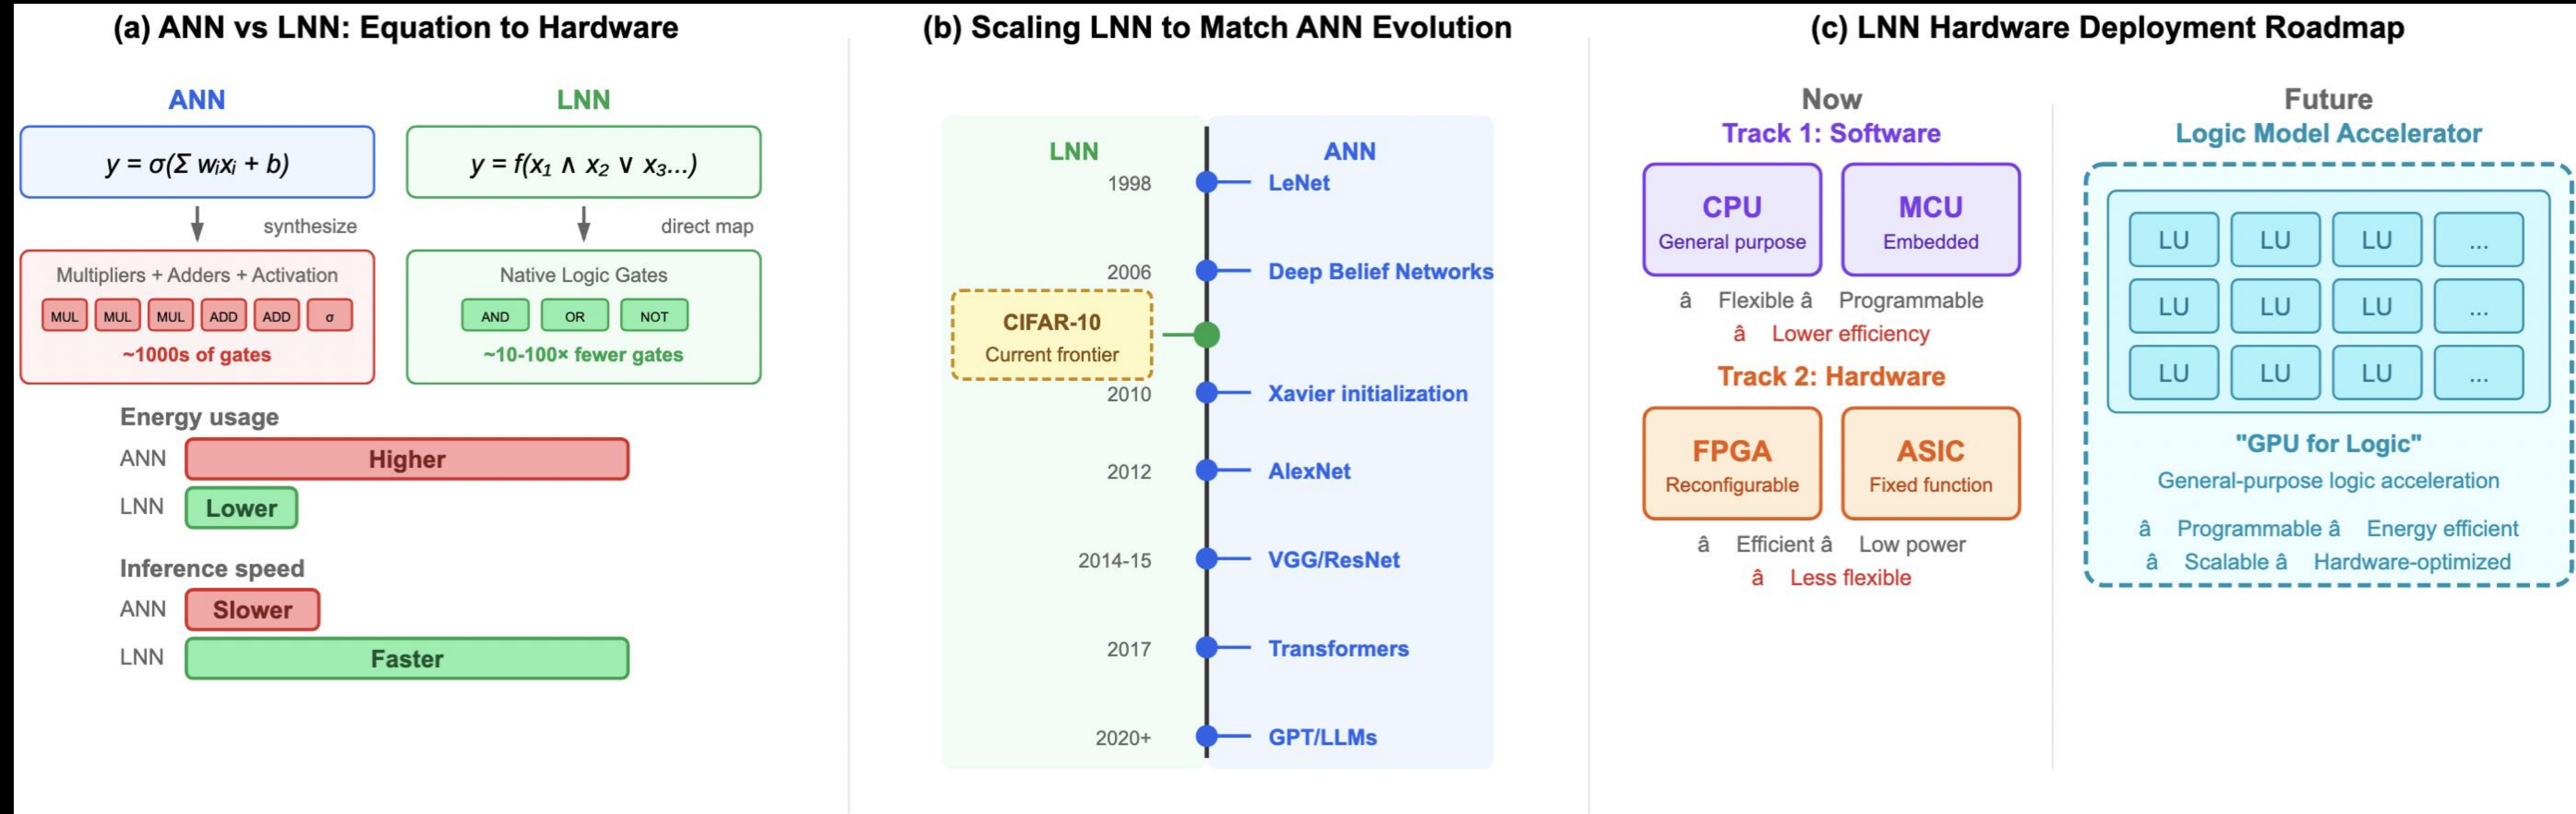 (a) ANN vs LNN: Equation to Hardware
ANN
LNN
y = σ(Σ wᵢxᵢ + b)
y = f(x₁ ∧ x₂ ∨ x₃...)
synthesize
direct map
Multipliers + Adders + Activation
MUL MUL MUL ADD ADD σ
~1000s of gates
Native Logic Gates
AND OR NOT
~10-100× fewer gates
Energy usage
ANN Higher
LNN Lower
Inference speed
ANN Slower
LNN Faster
(b) Scaling LNN to Match ANN Evolution
LNN ANN
1998 LeNet
2006 Deep Belief Networks
CIFAR-10
Current frontier
2010 Xavier initialization
2012 AlexNet
2014-15 VGG/ResNet
2017 Transformers
2020+ GPT/LLMs
(c) LNN Hardware Deployment Roadmap
Now
Track 1: Software
CPU
General purpose
MCU
Embedded
â Flexible â Programmable
â Lower efficiency
Track 2: Hardware
FPGA
Reconfigurable
ASIC
Fixed function
â Efficient â Low power
â Less flexible
Future
Logic Model Accelerator
LU LU LU ...
LU LU LU ...
LU LU LU ...
"GPU for Logic"
General-purpose logic acceleration
â Programmable â Energy efficient
â Scalable â Hardware-optimized